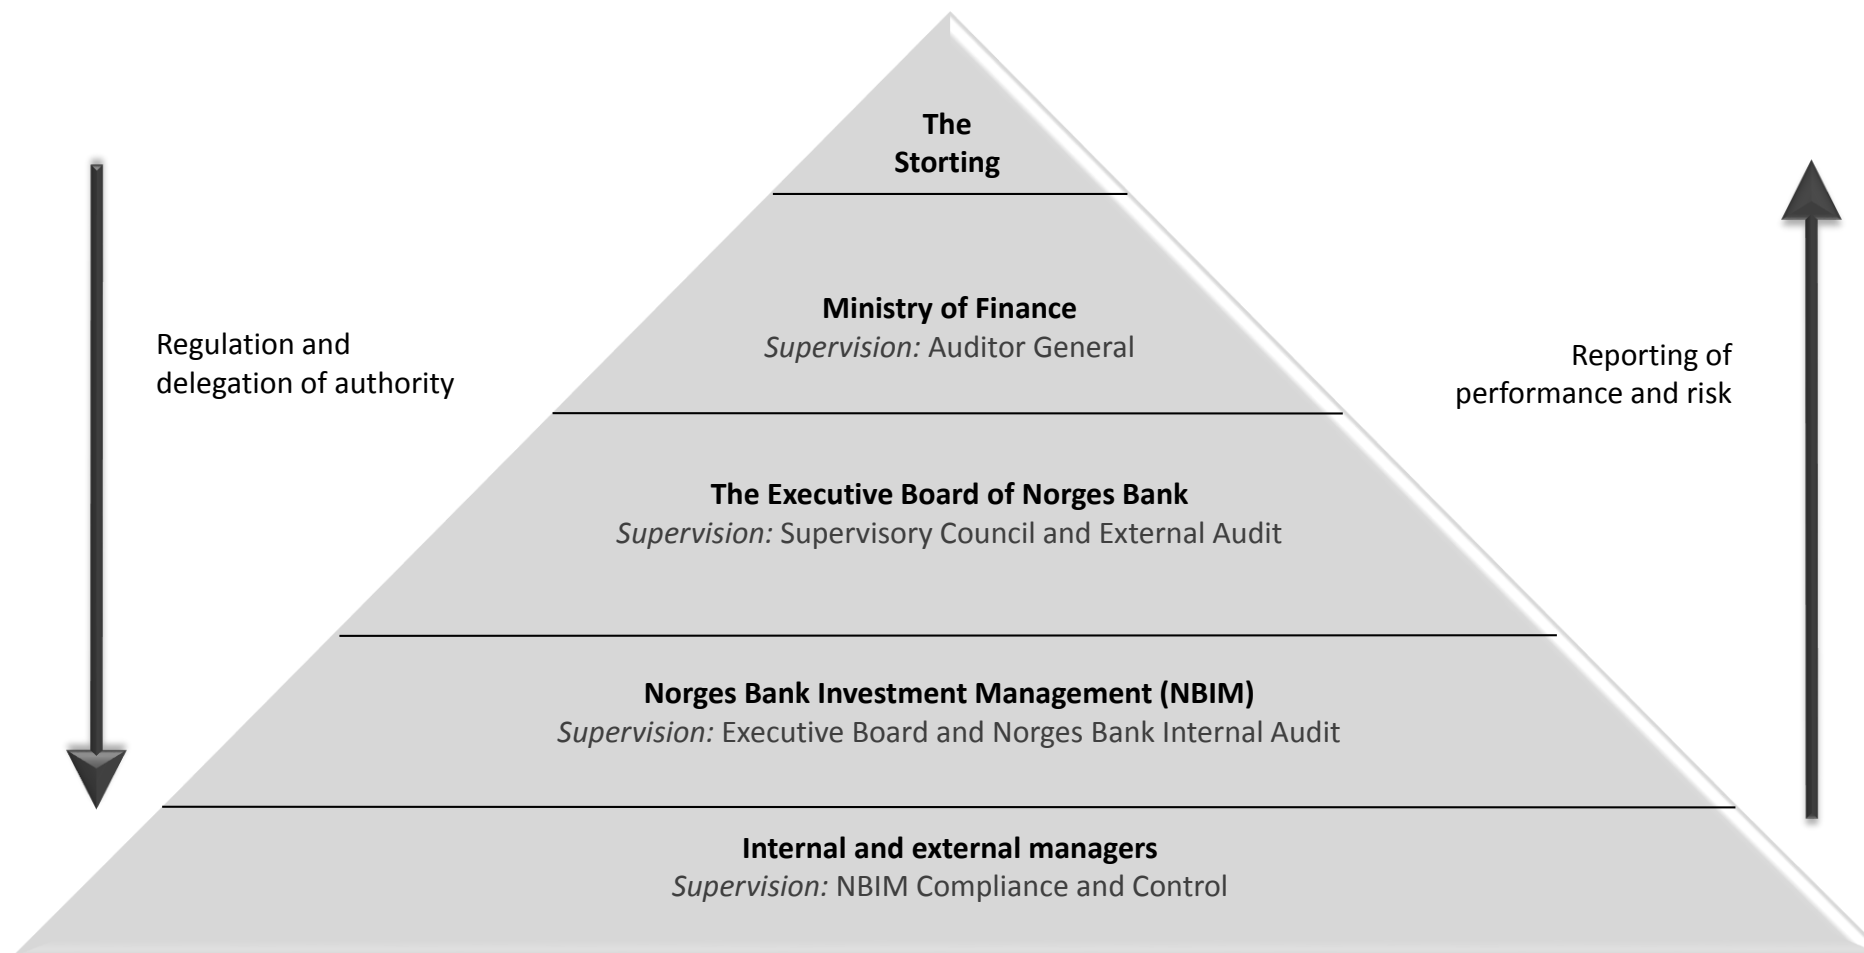 The
Storting
Ministry of Finance
Supervision: Auditor General
Regulation and
delegation of authority
Reporting of
performance and risk
The Executive Board of Norges Bank
Supervision: Supervisory Council and External Audit
Norges Bank Investment Management (NBIM)
Supervision: Executive Board and Norges Bank Internal Audit
Internal and external managers
Supervision: NBIM Compliance and Control